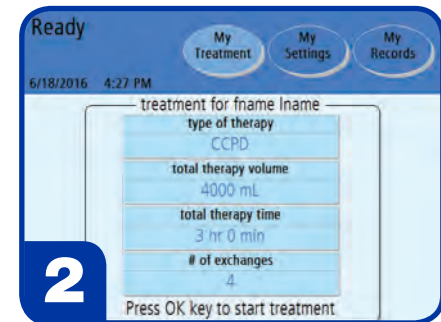 Ready
My Treatment
My Settings
My Records
6/18/2016 4:27 PM
treatment for fname lname
type of therapy
CCPD
total therapy volume
4000 mL
total therapy time
3 hr 0 min
# of exchanges
4
2
Press OK key to start treatment